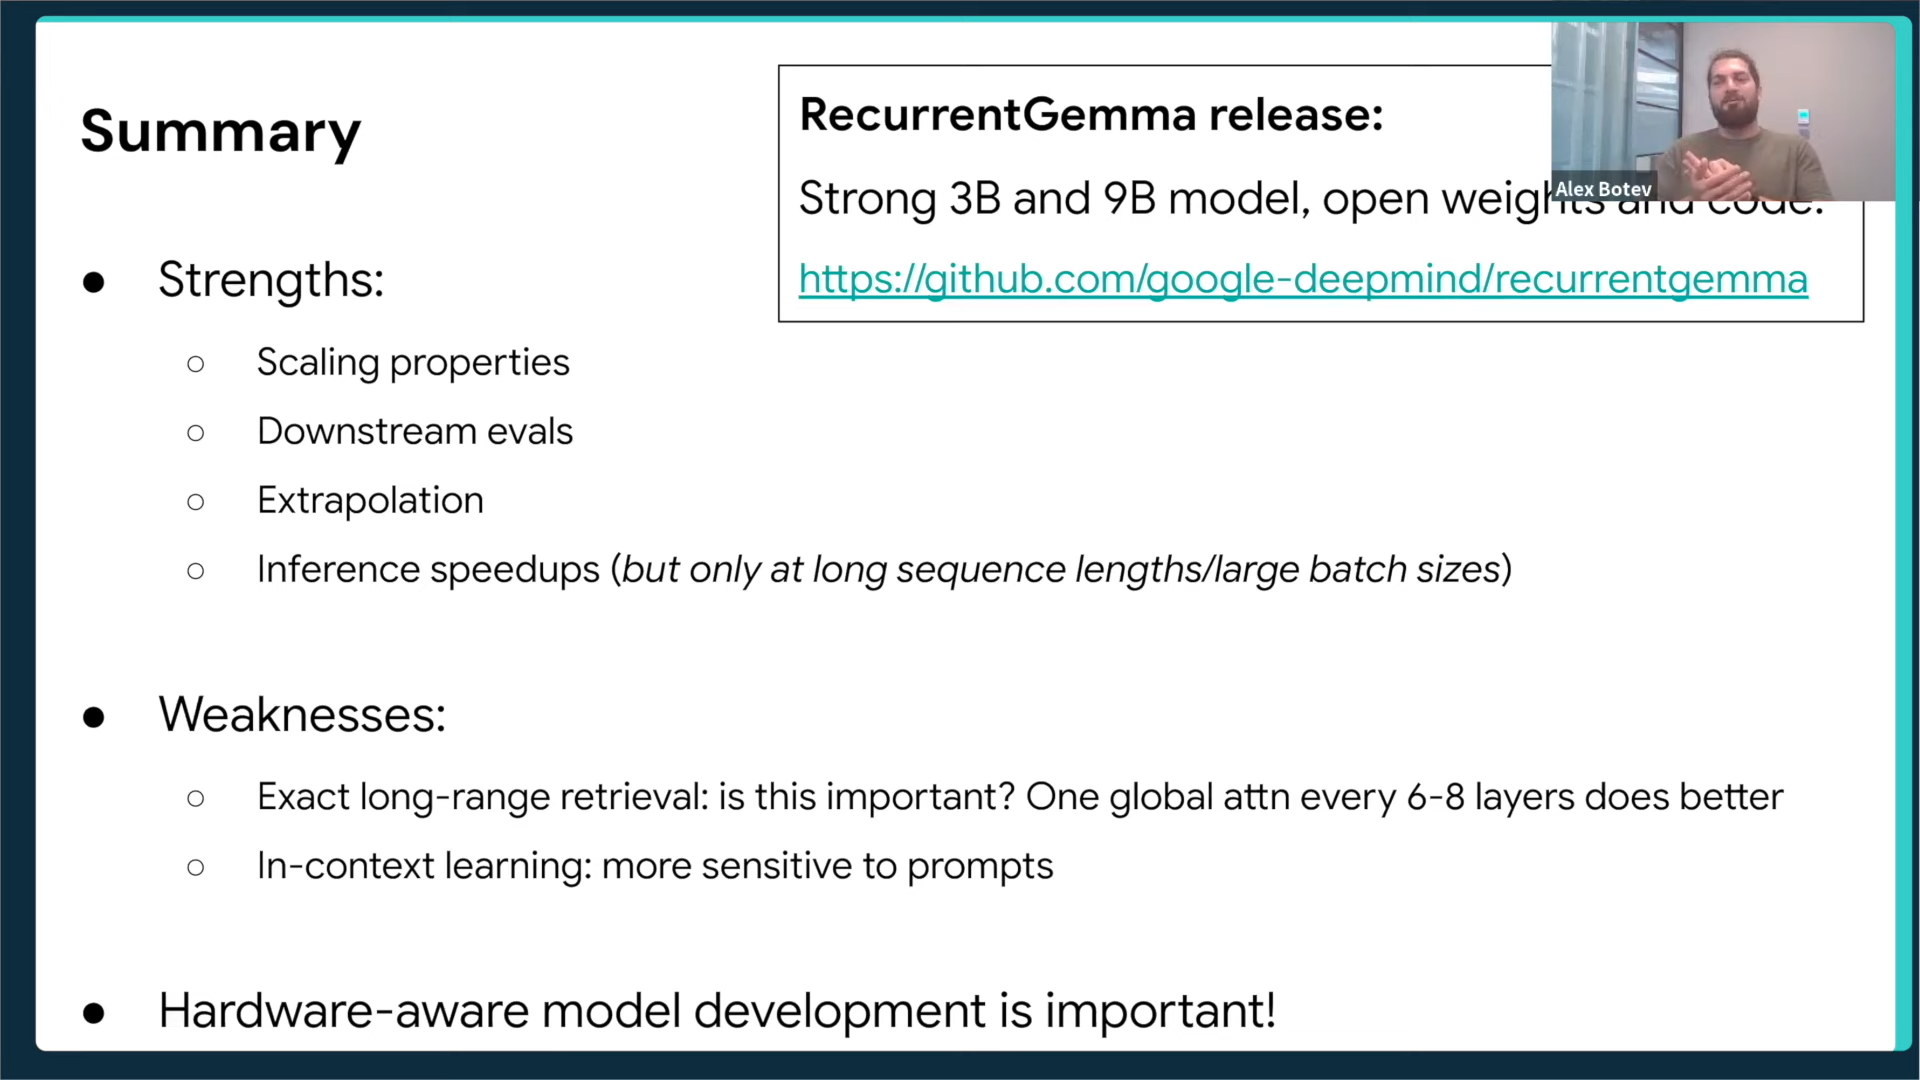 Summary
RecurrentGemma release:
Strong 3B and 9B model, open weights and code.
https://github.com/google-deepmind/recurrentgemma
Alex Botev
● Strengths:
○ Scaling properties
○ Downstream evals
○ Extrapolation
○ Inference speedups (but only at long sequence lengths/large batch sizes)
● Weaknesses:
○ Exact long-range retrieval: is this important? One global attn every 6-8 layers does better
○ In-context learning: more sensitive to prompts
● Hardware-aware model development is important!